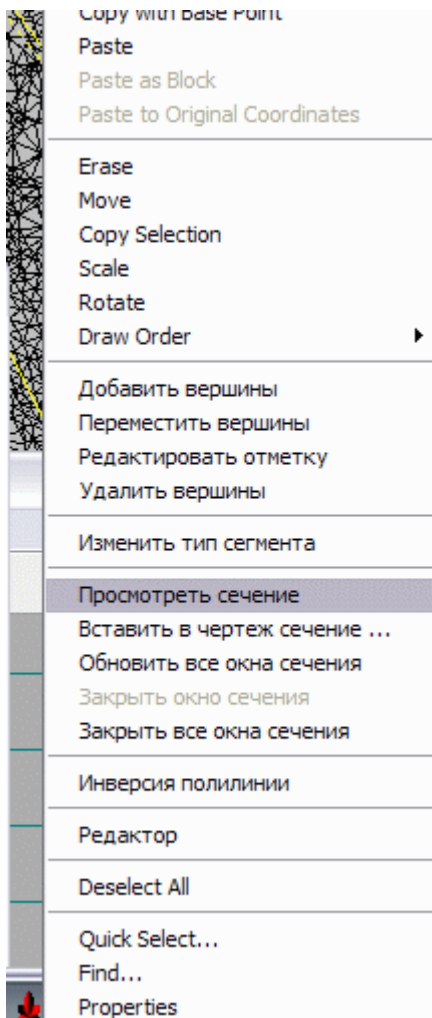 Copy with Base Point
Paste
Paste as Block
Paste to Original Coordinates
Erase
Move
Copy Selection
Scale
Rotate
Draw Order
Добавить вершины
Переместить вершины
Редактировать отметку
Удалить вершины
Изменить тип сегмента
Просмотреть сечение
Вставить в чертеж сечение ...
Обновить все окна сечения
Закрыть окно сечения
Закрыть все окна сечения
Инверсия полилинии
Редактор
Deselect All
Quick Select...
Find...
Properties